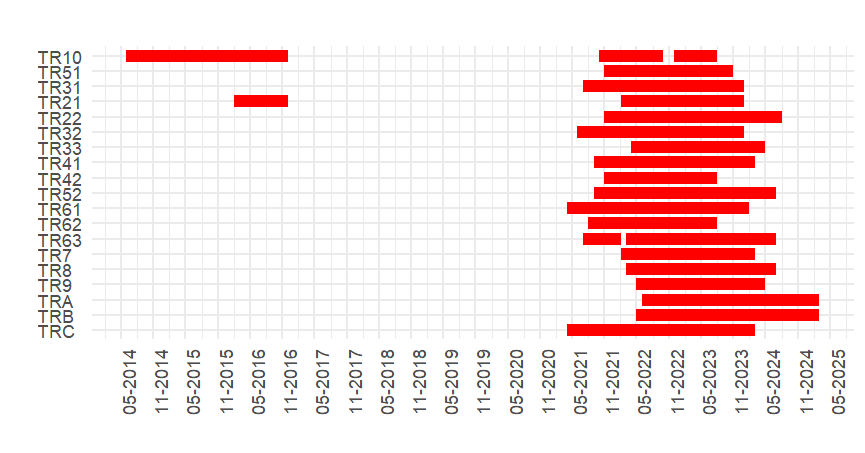 TR10
TR51
TR31
TR21
TR22
TR32
TR33
TR41
TR42
TR52
TR61
TR62
TR63
TR7
TR8
TR9
TRA
TRB
TRC
05-2014
11-2014
05-2015
11-2015
05-2016
11-2016
05-2017
11-2017
05-2018
11-2018
05-2019
11-2019
05-2020
11-2020
05-2021
11-2021
05-2022
11-2022
05-2023
11-2023
05-2024
11-2024
05-2025